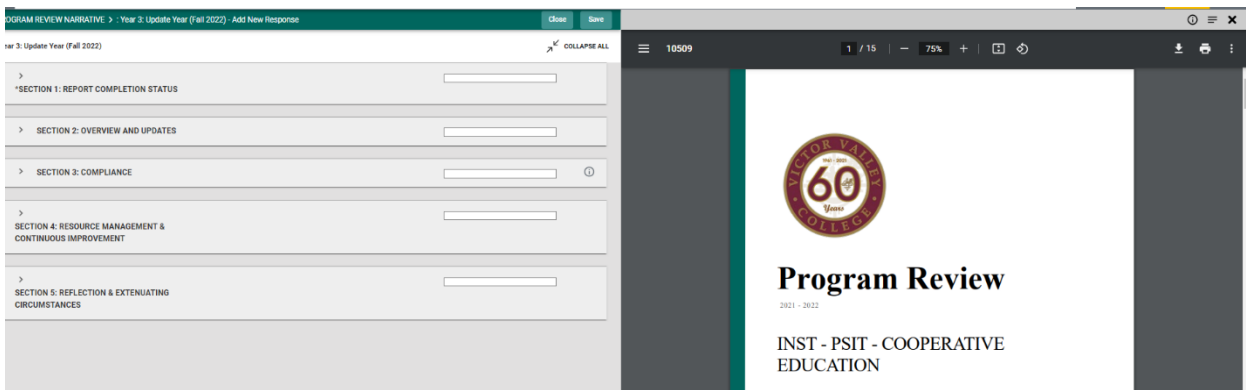 OGRAM REVIEW NARRATIVE > : Year 3: Update Year (Fall 2022) - Add New Response
Close Save
ear 3: Update Year (Fall 2022)
COLLAPSE ALL
*SECTION 1: REPORT COMPLETION STATUS
SECTION 2: OVERVIEW AND UPDATES
SECTION 3: COMPLIANCE
SECTION 4: RESOURCE MANAGEMENT &
CONTINUOUS IMPROVEMENT
SECTION 5: REFLECTION & EXTENUATING
CIRCUMSTANCES
10509
1 / 15
75%
VICTOR VALLEY
60
Years
COLLEGE
Program Review
2021 - 2022
INST - PSIT - COOPERATIVE
EDUCATION